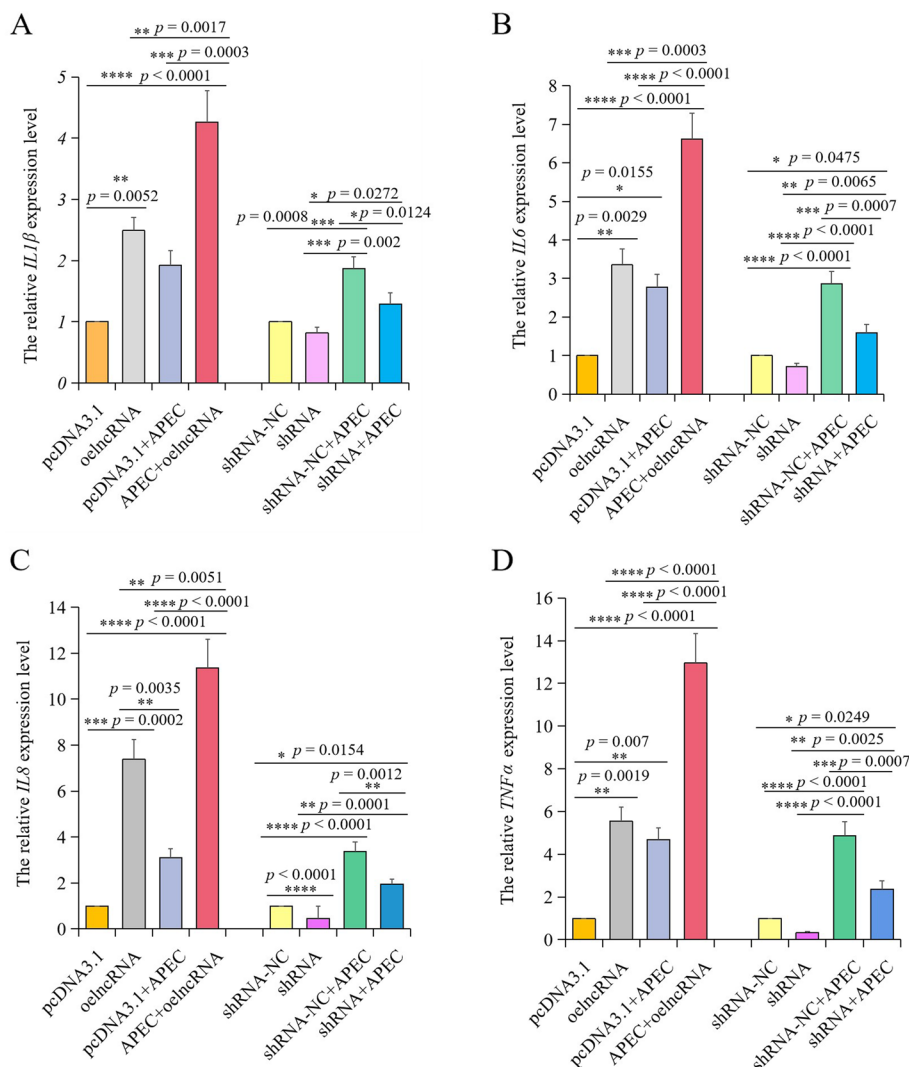 A
** p = 0.0017
*** p = 0.0003
**** p < 0.0001
5
4
3
2
1
0
The relative IL1β expression level
**
p = 0.0052
* p = 0.0272
p = 0.0008 *** * p = 0.0124
*** p = 0.002
pcDNA3.1
oelncRNA
pcDNA3.1+APEC
APEC+oelncRNA
shRNA-NC
shRNA
shRNA-NC+APEC
shRNA+APEC
B
*** p = 0.0003
**** p < 0.0001
**** p < 0.0001
8
7
6
5
4
3
2
1
0
The relative IL6 expression level
p = 0.0155
*
p = 0.0029
**
* p = 0.0475
** p = 0.0065
*** p = 0.0007
**** p < 0.0001
**** p < 0.0001
pcDNA3.1
oelncRNA
pcDNA3.1+APEC
APEC+oelncRNA
shRNA-NC
shRNA
shRNA-NC+APEC
shRNA+APEC
C
** p = 0.0051
**** p < 0.0001
**** p < 0.0001
14
12
10
8
6
4
2
0
The relative IL8 expression level
p = 0.0035
**
*** p = 0.0002
* p = 0.0154
p = 0.0012
**
** p = 0.0001
**** p < 0.0001
p < 0.0001
****
pcDNA3.1
oelncRNA
pcDNA3.1+APEC
APEC+oelncRNA
shRNA-NC
shRNA
shRNA-NC+APEC
shRNA+APEC
D
**** p < 0.0001
**** p < 0.0001
**** p < 0.0001
16
14
12
10
8
6
4
2
0
The relative TNFα expression level
p = 0.007
**
p = 0.0019
**
* p = 0.0249
** p = 0.0025
*** p = 0.0007
**** p < 0.0001
**** p < 0.0001
pcDNA3.1
oelncRNA
pcDNA3.1+APEC
APEC+oelncRNA
shRNA-NC
shRNA
shRNA-NC+APEC
shRNA+APEC